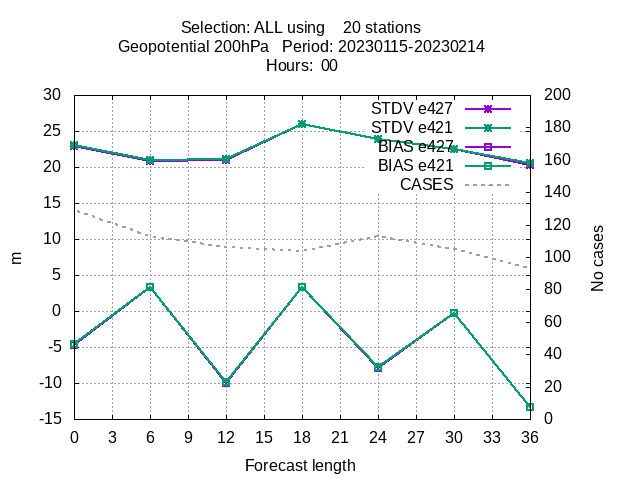 Selection: ALL using    20 stations
Geopotential 200hPa   Period: 20230115-20230214
Hours:  00
30 200
25 180
20 160
15 140
10 120
5 100
0 80
-5 60
-10 40
-15 20
0
STDV e427
STDV e421
BIAS e427
BIAS e421
CASES
m
No cases
0 3 6 9 12 15 18 21 24 27 30 33 36
Forecast length